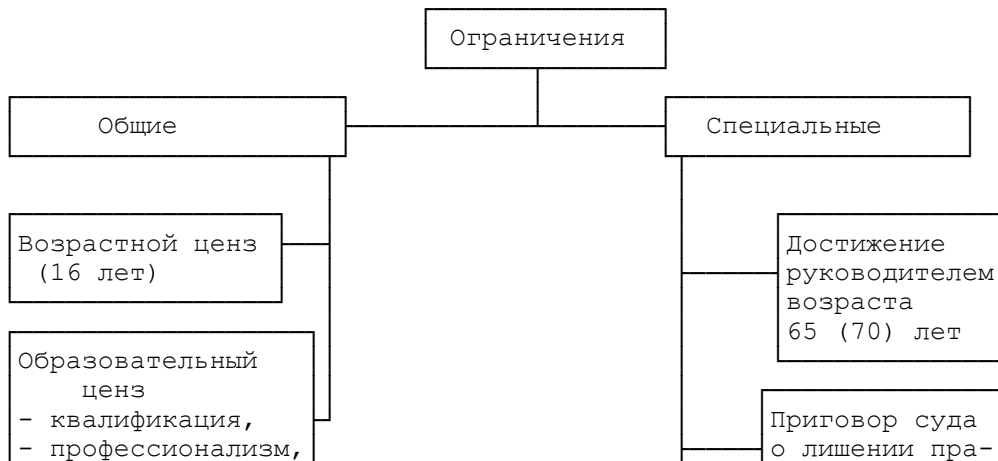 Ограничения
Общие
Специальные
Возрастной ценз
(16 лет)
Достижение
руководителем
возраста
65 (70) лет
Образовательный
ценз
- квалификация,
- профессионализм,
Приговор суда
о лишении пра-